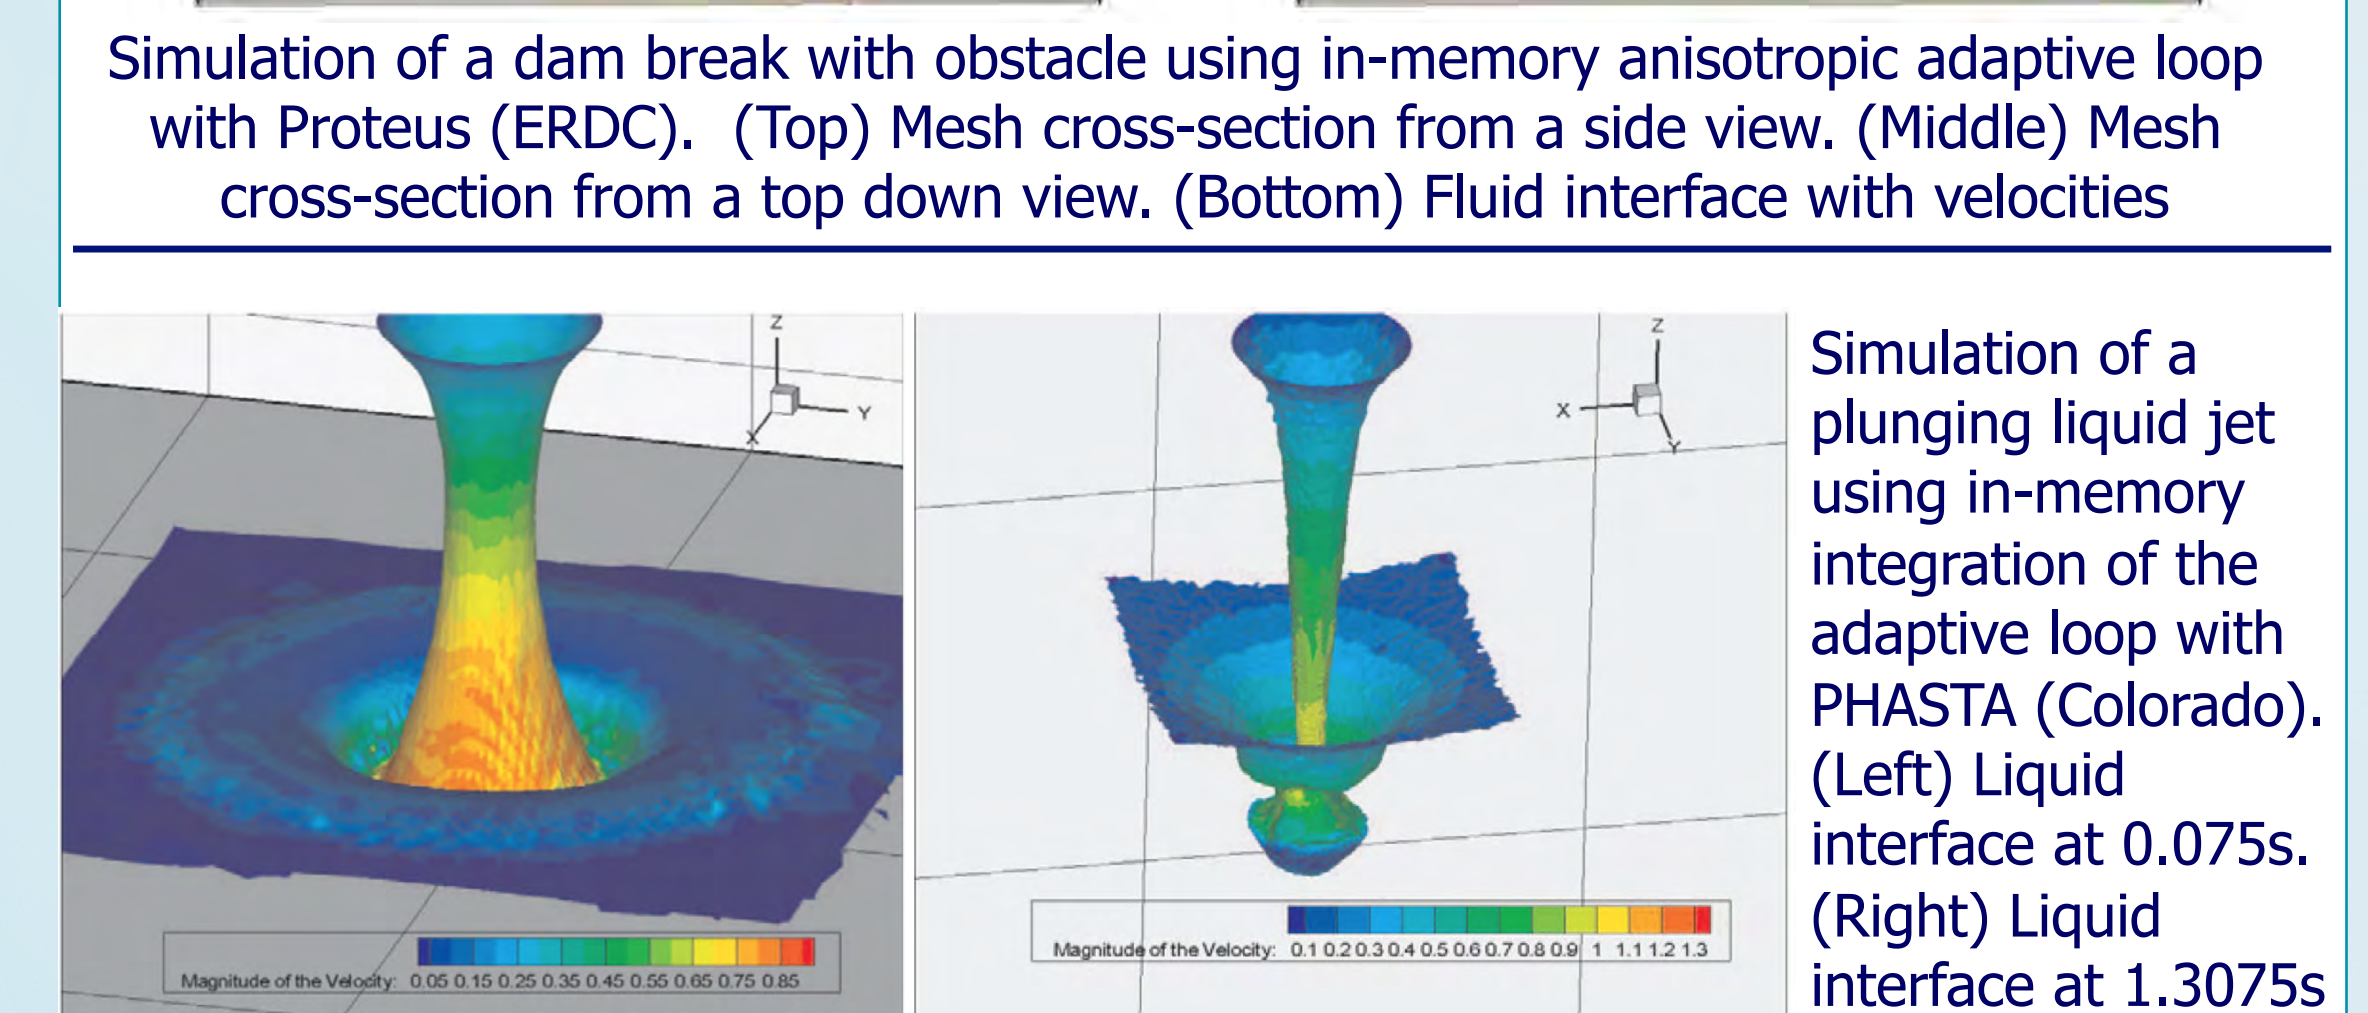 Simulation of a dam break with obstacle using in-memory anisotropic adaptive loop
with Proteus (ERDC).  (Top) Mesh cross-section from a side view. (Middle) Mesh
cross-section from a top down view. (Bottom) Fluid interface with velocities
Z
Y
X
Magnitude of the Velocity: 0.05 0.15 0.25 0.35 0.45 0.55 0.65 0.75 0.85
Z
X
Y
Magnitude of the Velocity: 0.1 0.2 0.3 0.4 0.5 0.6 0.7 0.8 0.9 1 1.1 1.2 1.3
Simulation of a
plunging liquid jet
using in-memory
integration of the
adaptive loop with
PHASTA (Colorado).
(Left) Liquid
interface at 0.075s.
(Right) Liquid
interface at 1.3075s